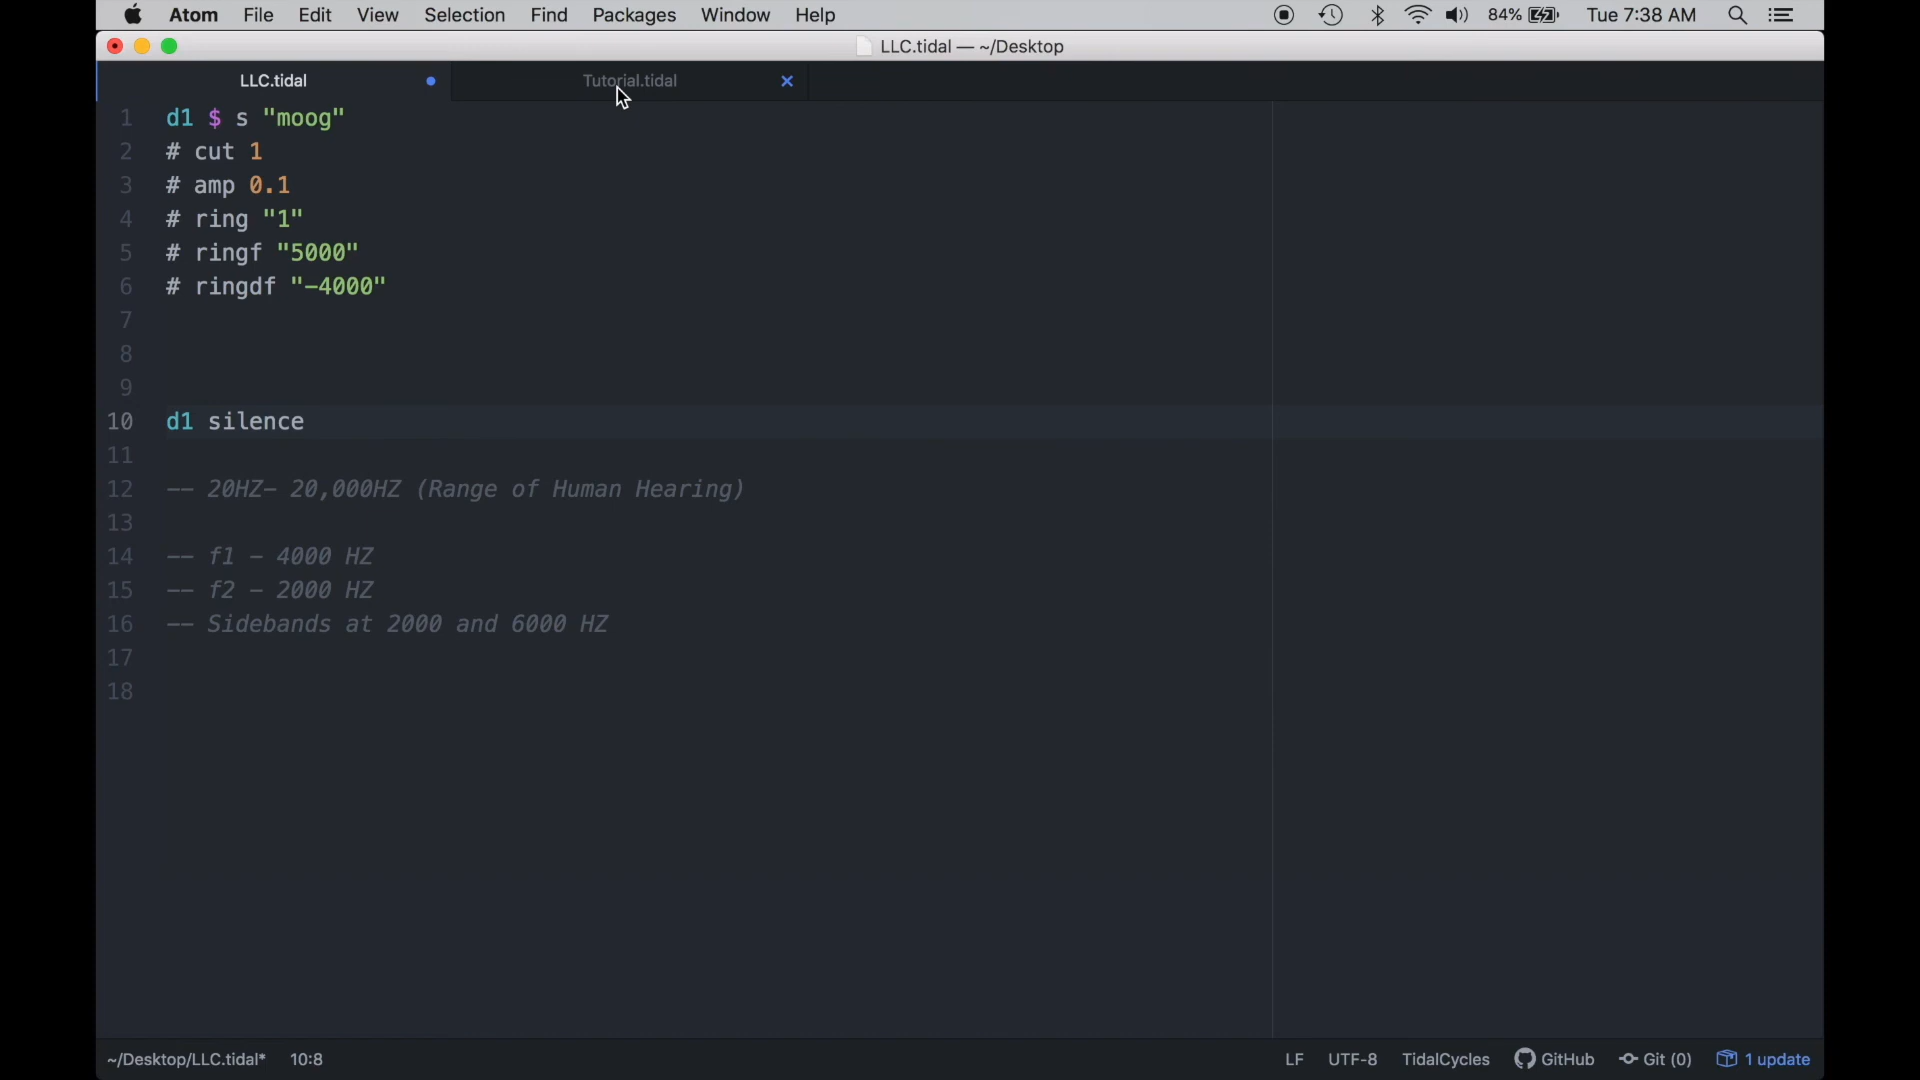 Atom File Edit View Selection Find Packages Window Help 84% Tue 7:38 AM
LLC.tidal — ~/Desktop
LLC.tidal Tutorial.tidal
1 d1 $ s "moog"
2 # cut 1
3 # amp 0.1
4 # ring "1"
5 # ringf "5000"
6 # ringdf "-4000"
7
8
9
10 d1 silence
11
12 -- 20HZ- 20,000HZ (Range of Human Hearing)
13
14 -- f1 - 4000 HZ
15 -- f2 - 2000 HZ
16 -- Sidebands at 2000 and 6000 HZ
17
18
~/Desktop/LLC.tidal* 10:8 LF UTF-8 TidalCycles GitHub Git (0) 1 update